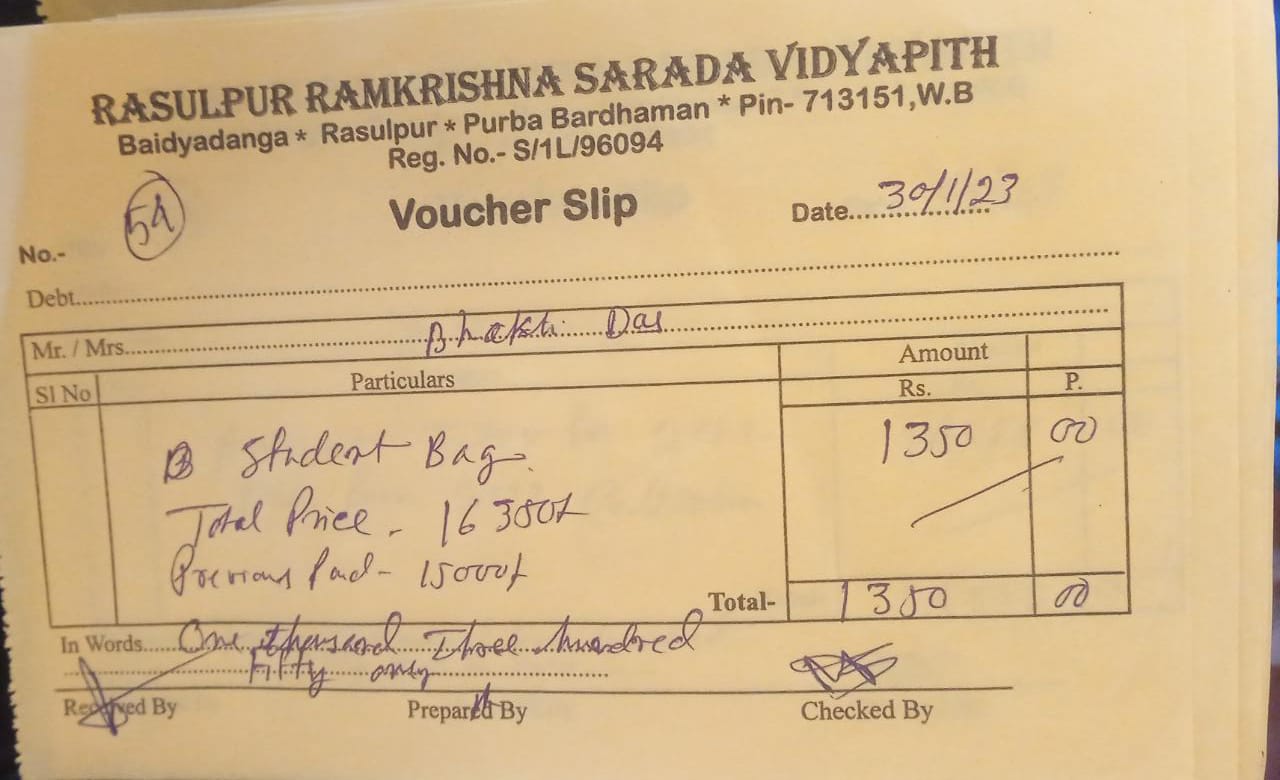 RASULPUR RAMKRISHNA SARADA VIDYAPITH
Baidyadanga * Rasulpur * Purba Bardhaman * Pin- 713151,W.B
Reg. No.- S/1L/96094
Voucher Slip
Date 30/1/23
No.-
Debt
Mr. / Mrs. Bhakti Das
Sl No Particulars Amount
Rs. P.
Student Bag. 1350 00
Total Price - 16350/-
Previous Paid - 15000/-
Total- 1350 00
In Words One thousand Three hundred
Fifty only
Received By Prepared By Checked By